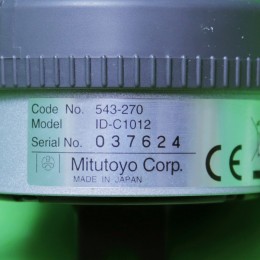 Code No. 543-270
Model ID-C1012
Serial No. 037624
Mitutoyo Corp.
MADE IN JAPAN
CE